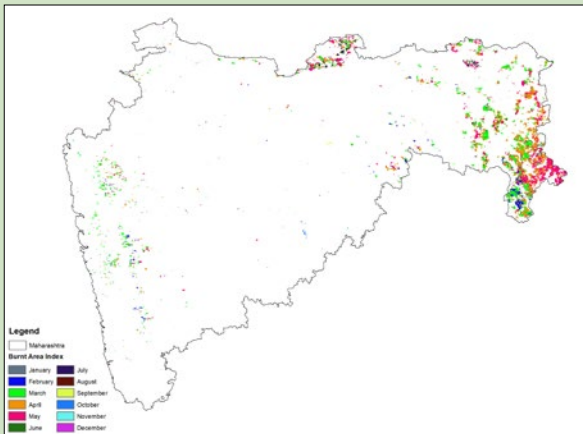 Legend
Maharashtra
Burnt Area Index
January
February
March
April
May
June
July
August
September
October
November
December